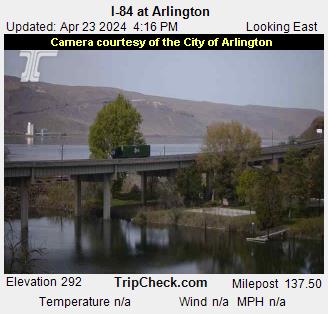 I-84 at Arlington
Updated: Apr 23 2024 4:16 PM Looking East
Camera courtesy of the City of Arlington
Elevation 292 TripCheck.com Milepost 137.50
Temperature n/a Wind n/a MPH n/a